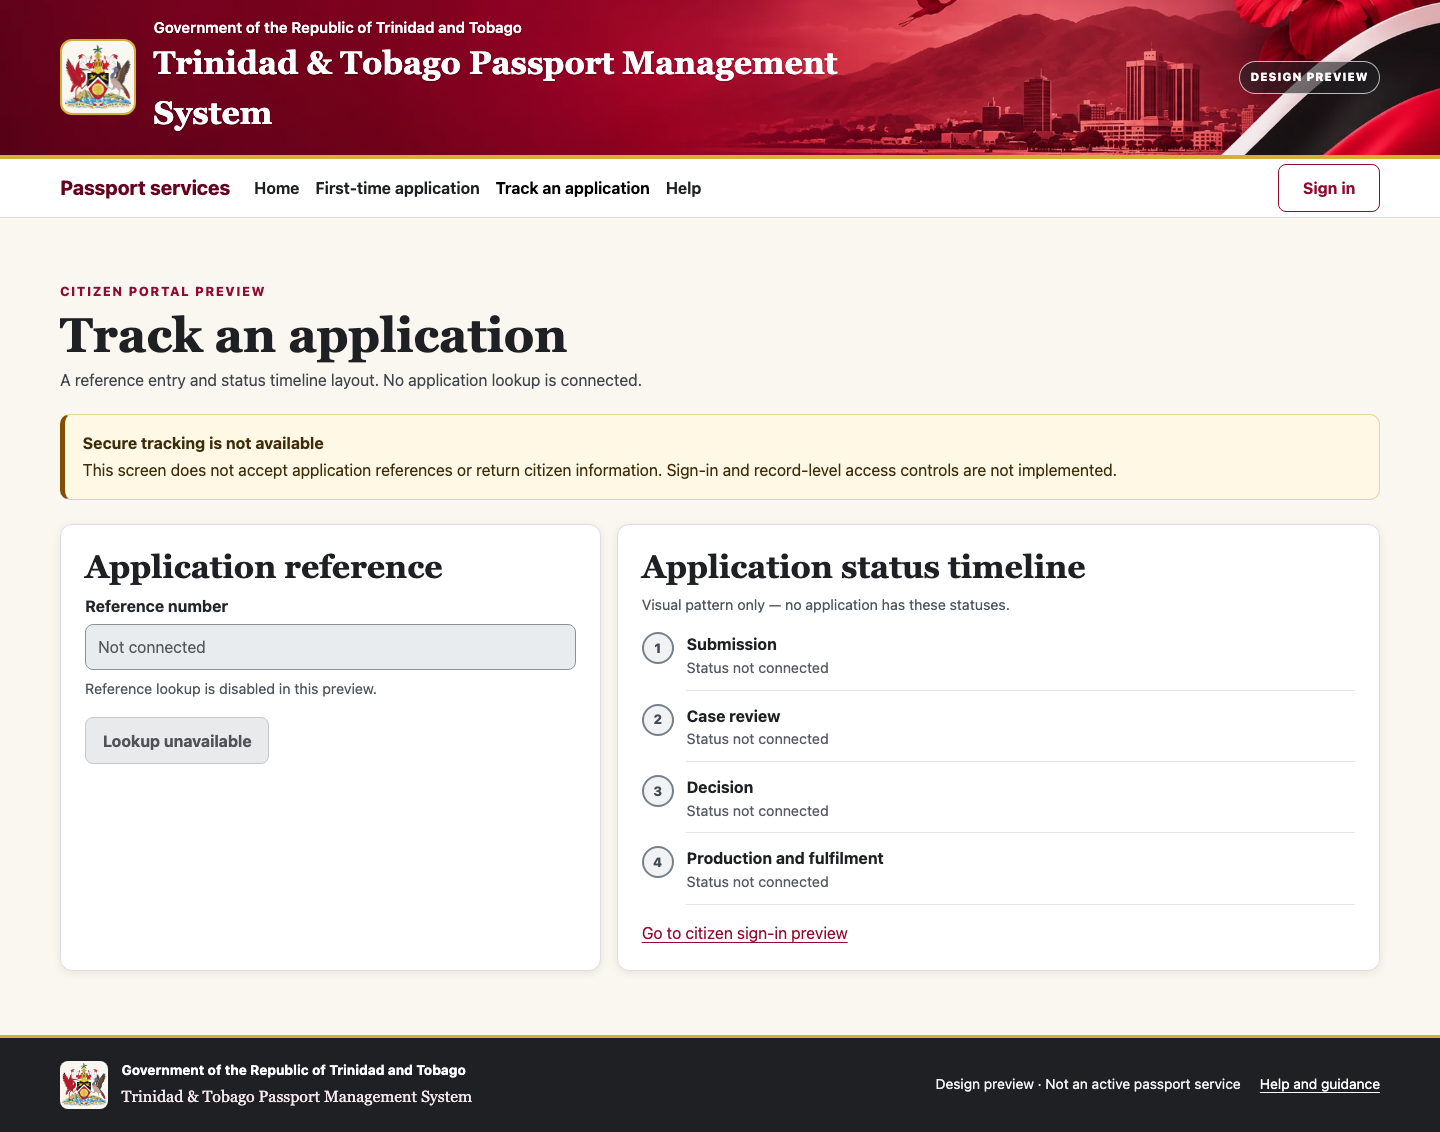 Government of the Republic of Trinidad and Tobago
Trinidad & Tobago Passport Management
System
DESIGN PREVIEW
Passport services
Home
First-time application
Track an application
Help
Sign in
CITIZEN PORTAL PREVIEW
Track an application
A reference entry and status timeline layout. No application lookup is connected.
Secure tracking is not available
This screen does not accept application references or return citizen information. Sign-in and record-level access controls are not implemented.
Application reference
Reference number
Not connected
Reference lookup is disabled in this preview.
Lookup unavailable
Application status timeline
Visual pattern only — no application has these statuses.
1
Submission
Status not connected
2
Case review
Status not connected
3
Decision
Status not connected
4
Production and fulfilment
Status not connected
Go to citizen sign-in preview
Government of the Republic of Trinidad and Tobago
Trinidad & Tobago Passport Management System
Design preview · Not an active passport service
Help and guidance